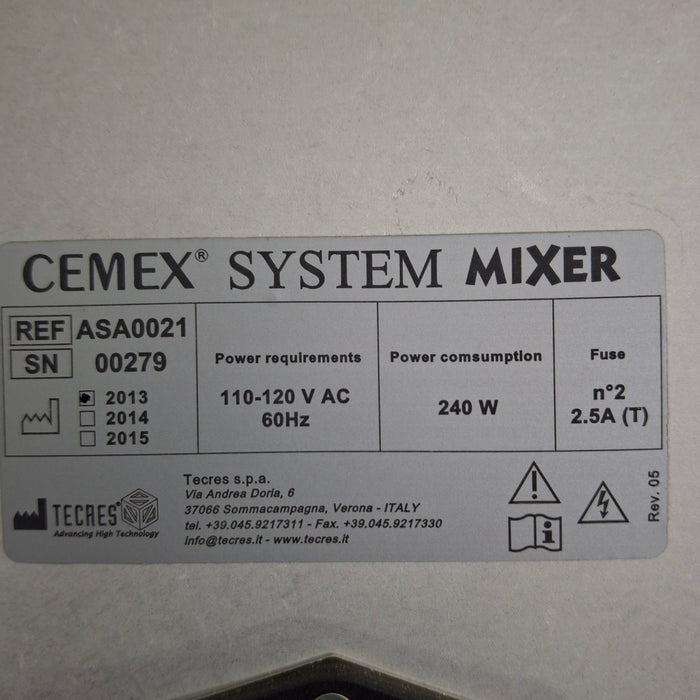 CEMEX® SYSTEM MIXER
REF ASA0021
SN 00279
2013
2014
2015
Power requirements
110-120 V AC
60Hz
Power comsumption
240 W
Fuse
n°2
2.5A (T)
TECRES®
Advancing High Technology
Tecres s.p.a.
Via Andrea Doria, 6
37066 Sommacampagna, Verona - ITALY
tel. +39.045.9217311 - Fax. +39.045.9217330
info@tecres.it - www.tecres.it
Rev. 05